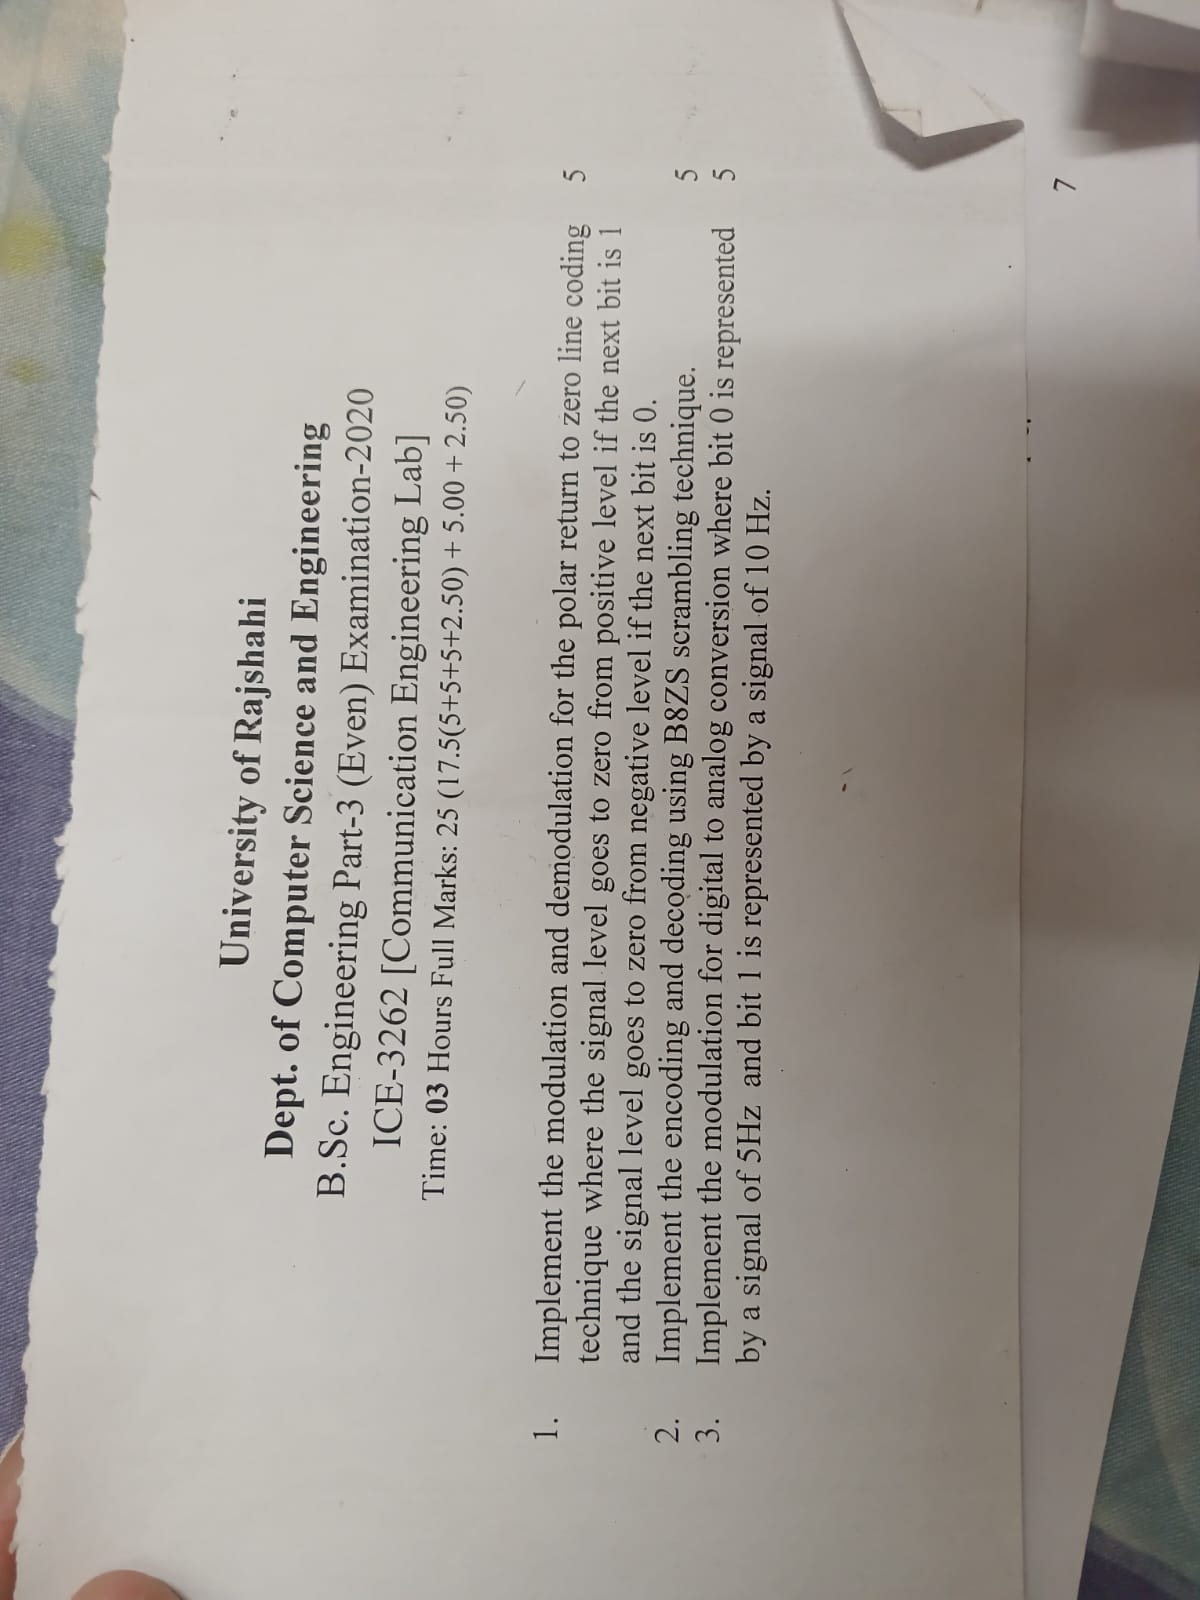 University of Rajshahi
Dept. of Computer Science and Engineering
B.Sc. Engineering Part-3 (Even) Examination-2020
ICE-3262 [Communication Engineering Lab]
Time: 03 Hours Full Marks: 25 (17.5(5+5+5+2.50) + 5.00 + 2.50)
1. Implement the modulation and demodulation for the polar return to zero line coding 5
technique where the signal level goes to zero from positive level if the next bit is 1
and the signal level goes to zero from negative level if the next bit is 0.
2. Implement the encoding and decoding using B8ZS scrambling technique. 5
3. Implement the modulation for digital to analog conversion where bit 0 is represented 5
by a signal of 5Hz and bit 1 is represented by a signal of 10 Hz.
7